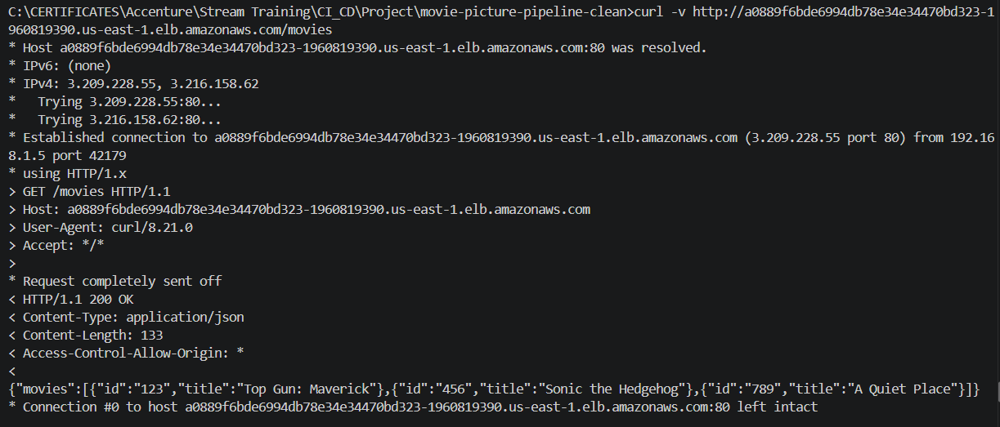 C:\CERTIFICATES\Accenture\Stream Training\CI_CD\Project\movie-picture-pipeline-clean>curl -v http://a0889f6bde6994db78e34e34470bd323-1
960819390.us-east-1.elb.amazonaws.com/movies
* Host a0889f6bde6994db78e34e34470bd323-1960819390.us-east-1.elb.amazonaws.com:80 was resolved.
* IPv6: (none)
* IPv4: 3.209.228.55, 3.216.158.62
*   Trying 3.209.228.55:80...
*   Trying 3.216.158.62:80...
* Established connection to a0889f6bde6994db78e34e34470bd323-1960819390.us-east-1.elb.amazonaws.com (3.209.228.55 port 80) from 192.16
8.1.5 port 42179
* using HTTP/1.x
> GET /movies HTTP/1.1
> Host: a0889f6bde6994db78e34e34470bd323-1960819390.us-east-1.elb.amazonaws.com
> User-Agent: curl/8.21.0
> Accept: */*
>
* Request completely sent off
< HTTP/1.1 200 OK
< Content-Type: application/json
< Content-Length: 133
< Access-Control-Allow-Origin: *
<
{"movies":[{"id":"123","title":"Top Gun: Maverick"},{"id":"456","title":"Sonic the Hedgehog"},{"id":"789","title":"A Quiet Place"}]}
* Connection #0 to host a0889f6bde6994db78e34e34470bd323-1960819390.us-east-1.elb.amazonaws.com:80 left intact